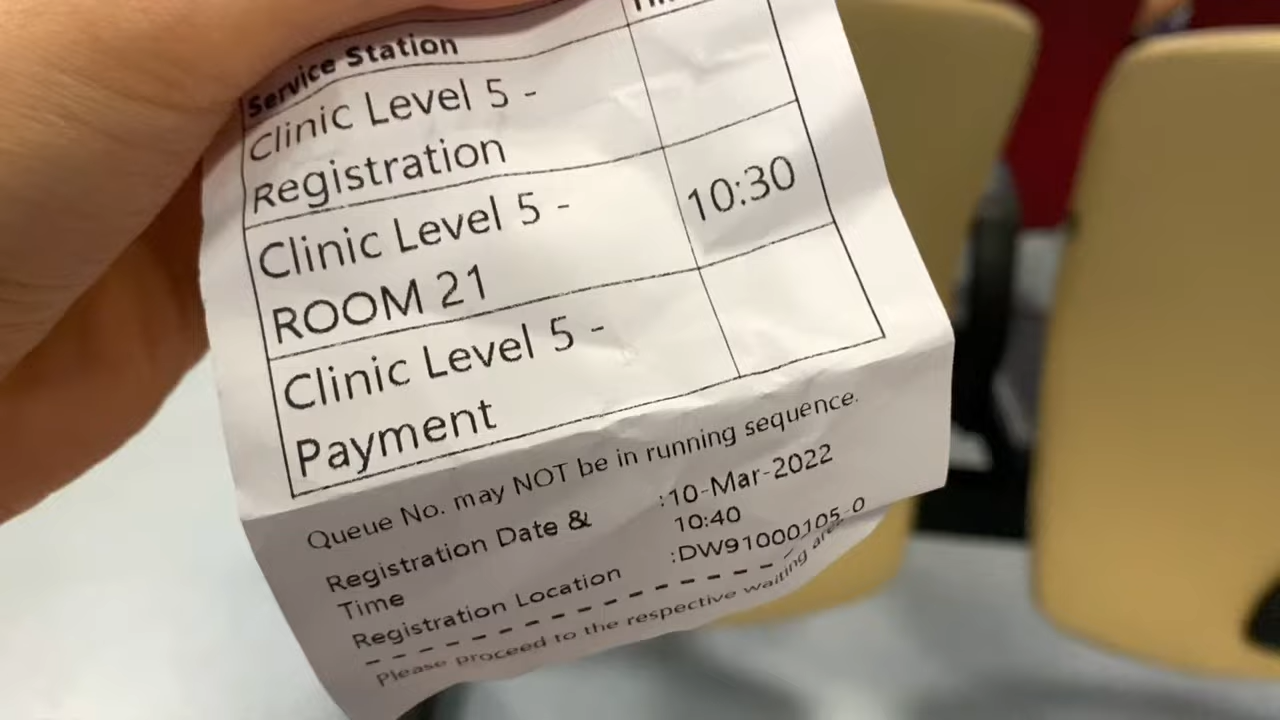 Service Station
Clinic Level 5 -
Registration
Clinic Level 5 -
ROOM 21
10:30
Clinic Level 5 -
Payment
Queue No. may NOT be in running sequence.
Registration Date & :10-Mar-2022
Time 10:40
Registration Location :DW91000105-0
Please proceed to the respective waiting